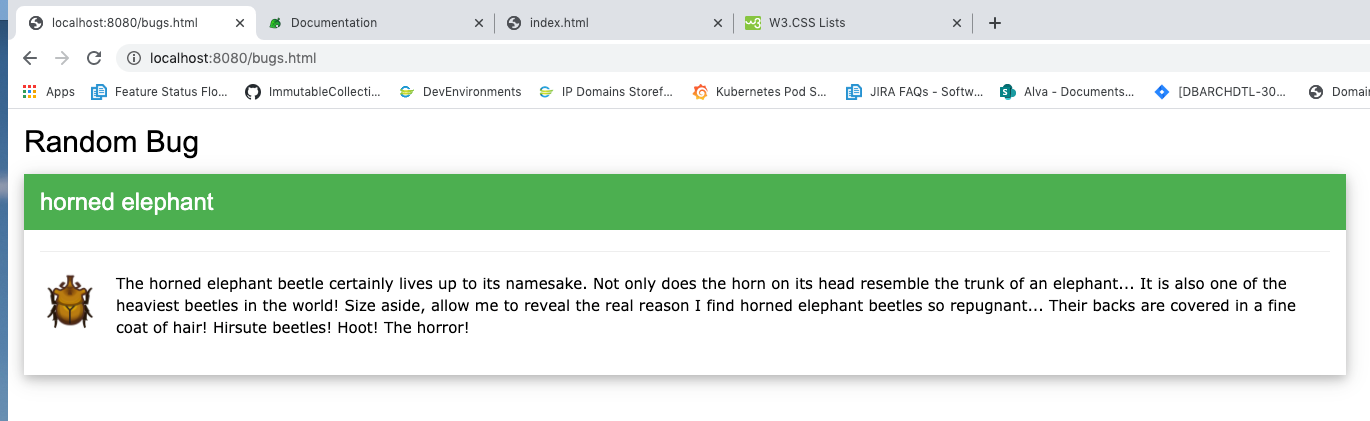 localhost:8080/bugs.html
Documentation
index.html
W3.CSS Lists
localhost:8080/bugs.html
Apps
Feature Status Flo...
ImmutableCollecti...
DevEnvironments
IP Domains Storef...
Kubernetes Pod S...
JIRA FAQs - Softw...
Alva - Documents...
[DBARCHDTL-30...
Domai
Random Bug
horned elephant
The horned elephant beetle certainly lives up to its namesake. Not only does the horn on its head resemble the trunk of an elephant... It is also one of the
heaviest beetles in the world! Size aside, allow me to reveal the real reason I find horned elephant beetles so repugnant... Their backs are covered in a fine
coat of hair! Hirsute beetles! Hoot! The horror!